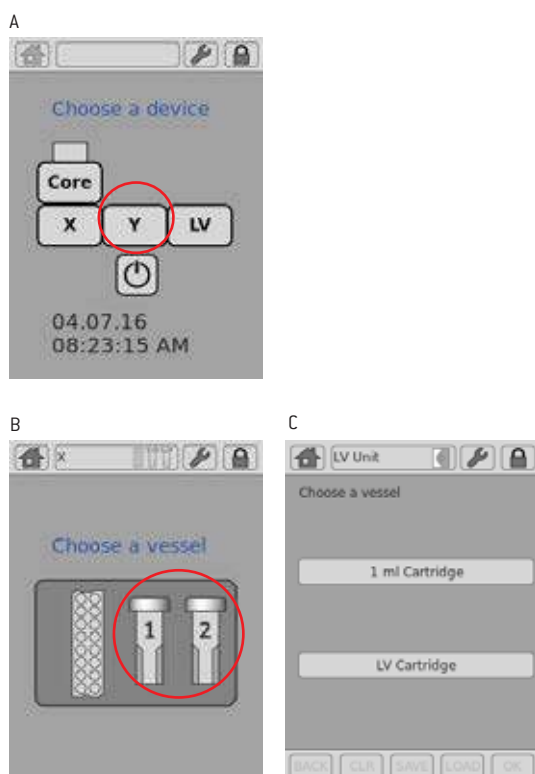 A
Choose a device
Core
X Y LV
04.07.16
08:23:15 AM
B
X
Choose a vessel
1 2
C
LV Unit
Choose a vessel
1 ml Cartridge
LV Cartridge
BACK CLR SAVE LOAD OK